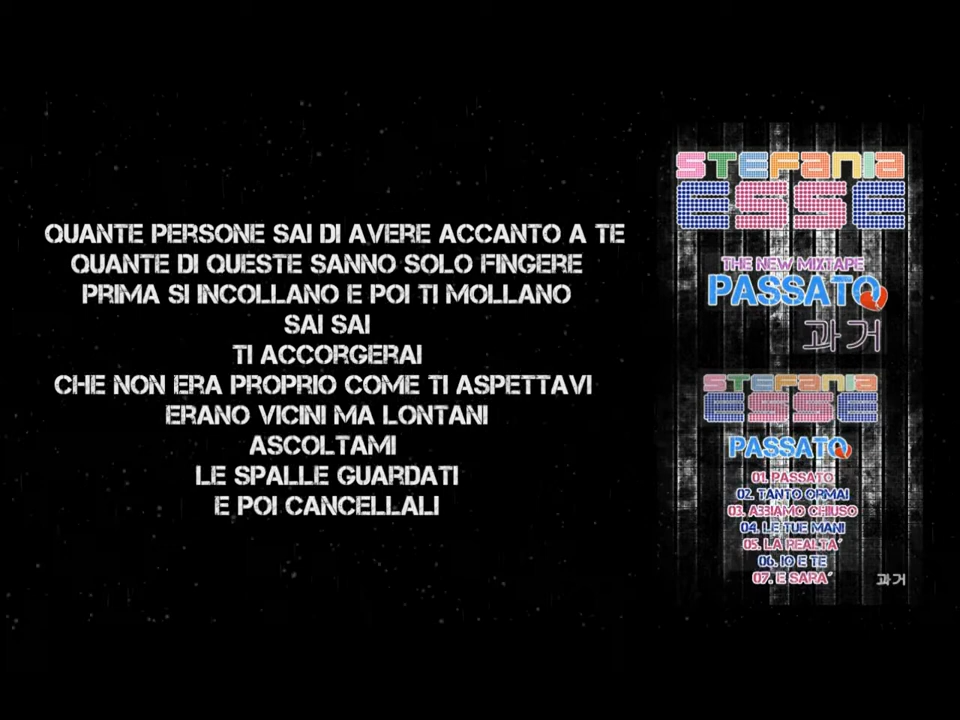 QUANTE PERSONE SAI DI AVERE ACCANTO A TE
QUANTE DI QUESTE SANNO SOLO FINGERE
PRIMA SI INCOLLANO E POI TI MOLLANO
SAI SAI
TI ACCORGERAI
CHE NON ERA PROPRIO COME TI ASPETTAVI
ERANO VICINI MA LONTANI
ASCOLTAMI
LE SPALLE GUARDATI
E POI CANCELLALI
STEFANIA
ESSE
THE NEW MIXTAPE
PASSATO
과거
STEFANIA
ESSE
PASSATO
01. PASSATO
02. TANTO ORMAI
03. ABBIAMO CHIUSO
04. LE TUE MANI
05. LA REALTA´
06. IO E TE
07. E SARA´
과거